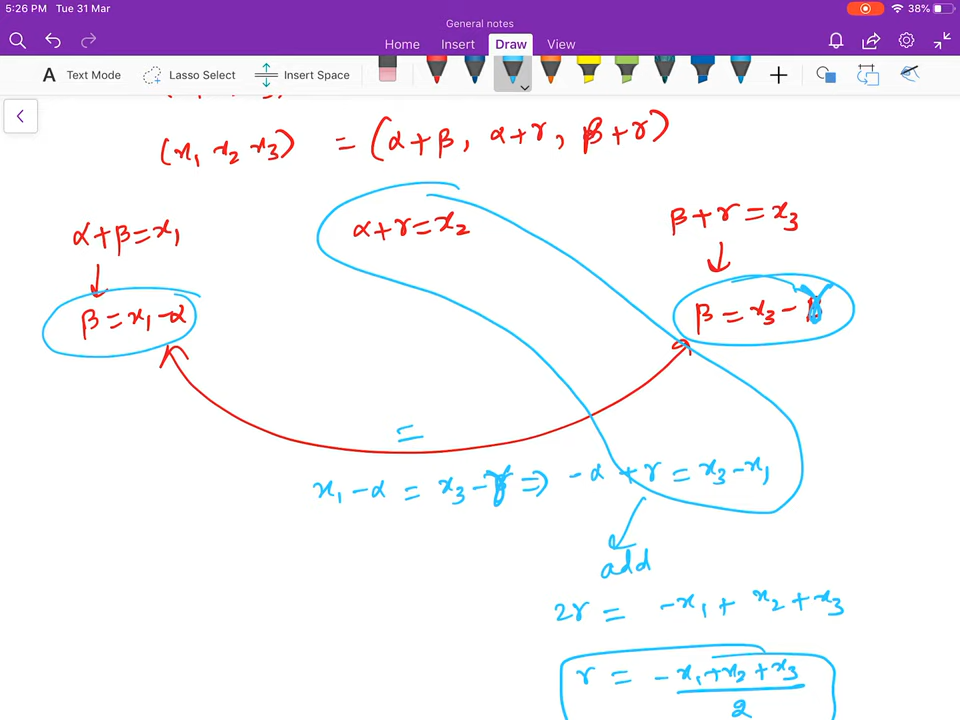 5:26 PM Tue 31 Mar
38%
General notes
Home Insert Draw View
A Text Mode Lasso Select Insert Space
(x₁ x₂ x₃) = (α+β, α+γ, β+γ)
α+β=x₁
α+γ=x₂
β+γ=x₃
β=x₁-α
β=x₃-γ
=
x₁-α = x₃-γ ⇒ -α+γ=x₃-x₁
add
2γ = -x₁+x₂+x₃
γ = -x₁+x₂+x₃
2